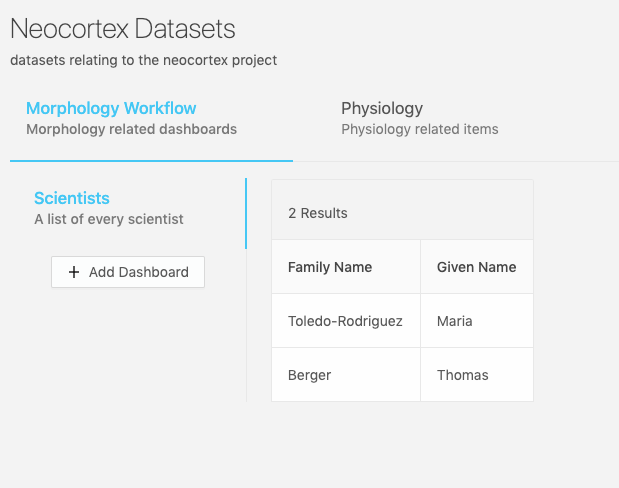 Neocortex Datasets
datasets relating to the neocortex project
Morphology Workflow
Morphology related dashboards
Physiology
Physiology related items
Scientists
A list of every scientist
+ Add Dashboard
2 Results
Family Name Given Name
Toledo-Rodriguez Maria
Berger Thomas